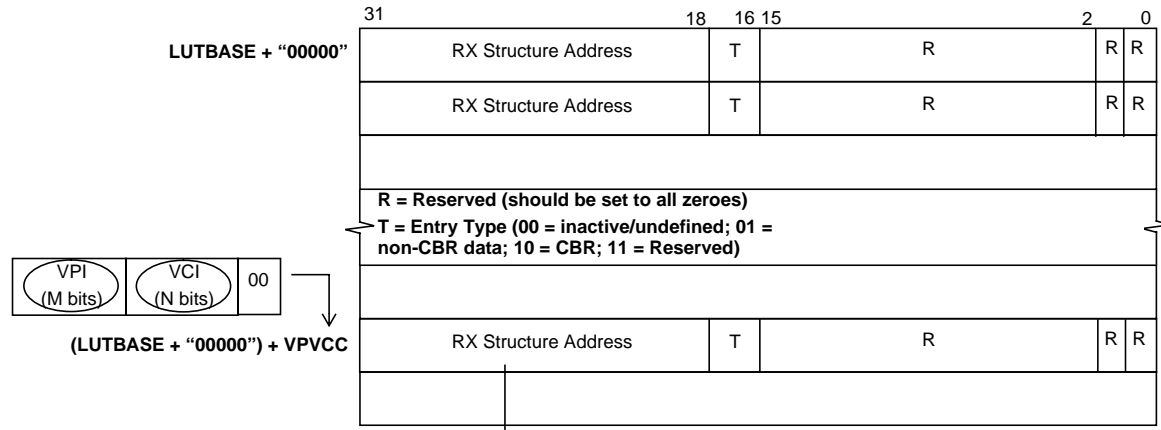 31 18 16 15 2 0
LUTBASE + “00000” RX Structure Address T R R R
RX Structure Address T R R R
R = Reserved (should be set to all zeroes)
T = Entry Type (00 = inactive/undefined; 01 =
non-CBR data; 10 = CBR; 11 = Reserved)
VPI VCI 00
(M bits) (N bits)
(LUTBASE + “00000”) + VPVCC RX Structure Address T R R R